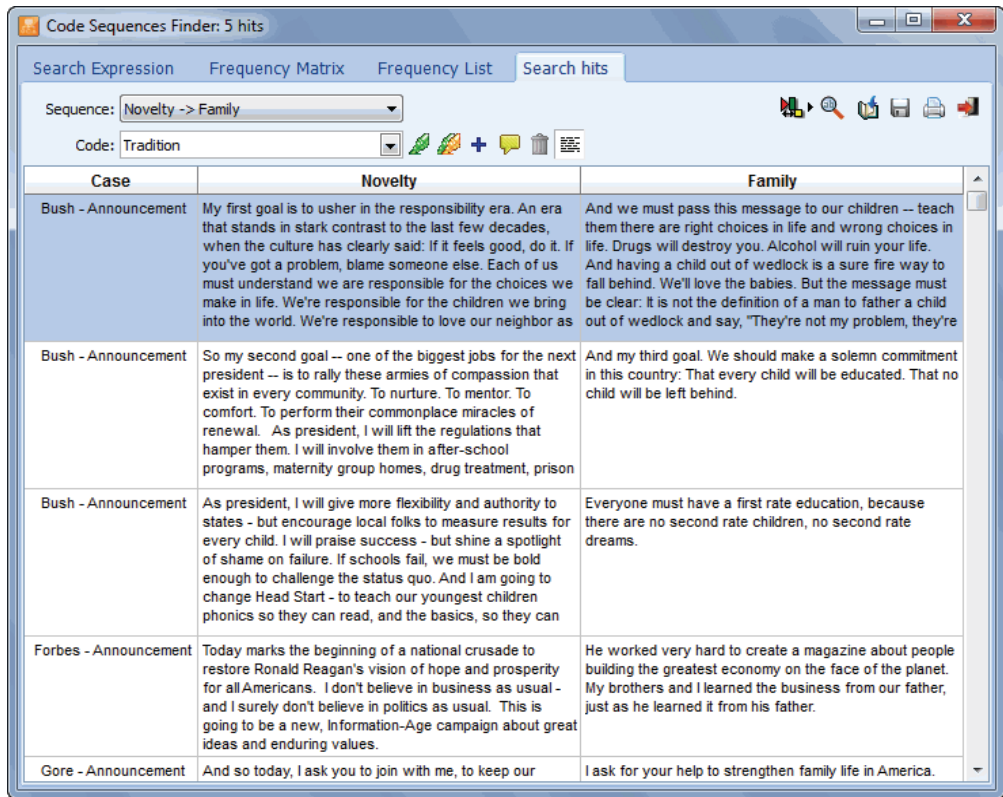 Code Sequences Finder: 5 hits
Search Expression Frequency Matrix Frequency List Search hits
Sequence: Novelty -> Family
Code: Tradition
Case Novelty Family
Bush - Announcement
My first goal is to usher in the responsibility era. An era
that stands in stark contrast to the last few decades,
when the culture has clearly said: If it feels good, do it. If
you've got a problem, blame someone else. Each of us
must understand we are responsible for the choices we
make in life. We're responsible for the children we bring
into the world. We're responsible to love our neighbor as
And we must pass this message to our children -- teach
them there are right choices in life and wrong choices in
life. Drugs will destroy you. Alcohol will ruin your life.
And having a child out of wedlock is a sure fire way to
fall behind. We'll love the babies. But the message must
be clear: It is not the definition of a man to father a child
out of wedlock and say, "They're not my problem, they're
Bush - Announcement
So my second goal -- one of the biggest jobs for the next
president -- is to rally these armies of compassion that
exist in every community. To nurture. To mentor. To
comfort. To perform their commonplace miracles of
renewal. As president, I will lift the regulations that
hamper them. I will involve them in after-school
programs, maternity group homes, drug treatment, prison
And my third goal. We should make a solemn commitment
in this country: That every child will be educated. That no
child will be left behind.
Bush - Announcement
As president, I will give more flexibility and authority to
states - but encourage local folks to measure results for
every child. I will praise success - but shine a spotlight
of shame on failure. If schools fail, we must be bold
enough to challenge the status quo. And I am going to
change Head Start - to teach our youngest children
phonics so they can read, and the basics, so they can
Everyone must have a first rate education, because
there are no second rate children, no second rate
dreams.
Forbes - Announcement
Today marks the beginning of a national crusade to
restore Ronald Reagan's vision of hope and prosperity
for all Americans. I don't believe in business as usual -
and I surely don't believe in politics as usual. This is
going to be a new, Information-Age campaign about great
ideas and enduring values.
He worked very hard to create a magazine about people
building the greatest economy on the face of the planet.
My brothers and I learned the business from our father,
just as he learned it from his father.
Gore - Announcement
And so today, I ask you to join with me, to keep our
I ask for your help to strengthen family life in America.